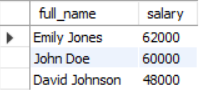 full_name salary
Emily Jones 62000
John Doe 60000
David Johnson 48000